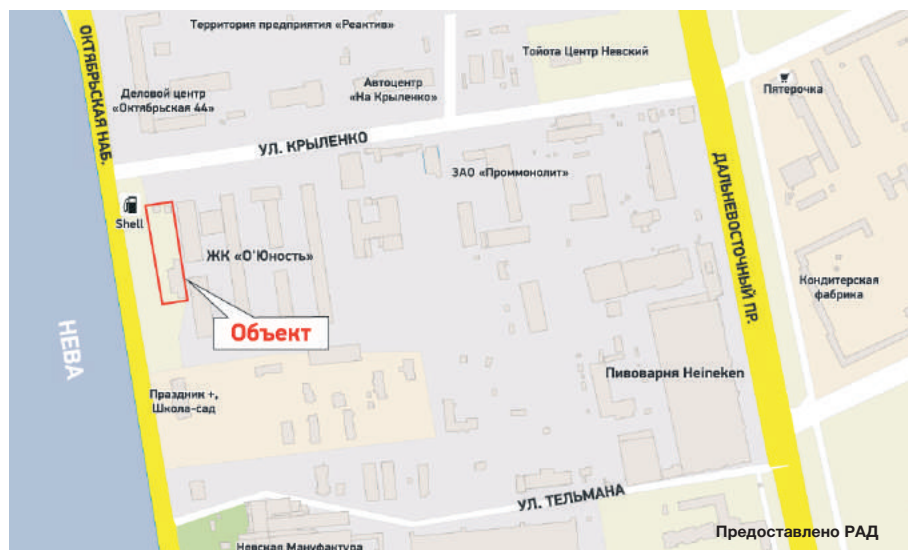 Территория предприятия «Реактив»
Тойота Центр Невский
ОКТЯБРЬСКАЯ НАБ.
Деловой центр
«Октябрьская 44»
Автоцентр
«На Крыленко»
Пятерочка
УЛ. КРЫЛЕНКО
ЗАО «Проммонолит»
ДАЛЬНЕВОСТОЧНЫЙ ПР.
Shell
ЖК «О'Юность»
Кондитерская
фабрика
Объект
НЕВА
Пивоварня Heineken
Праздник +,
Школа-сад
УЛ. ТЕЛЬМАНА
Невская Мануфактура
Предоставлено РАД